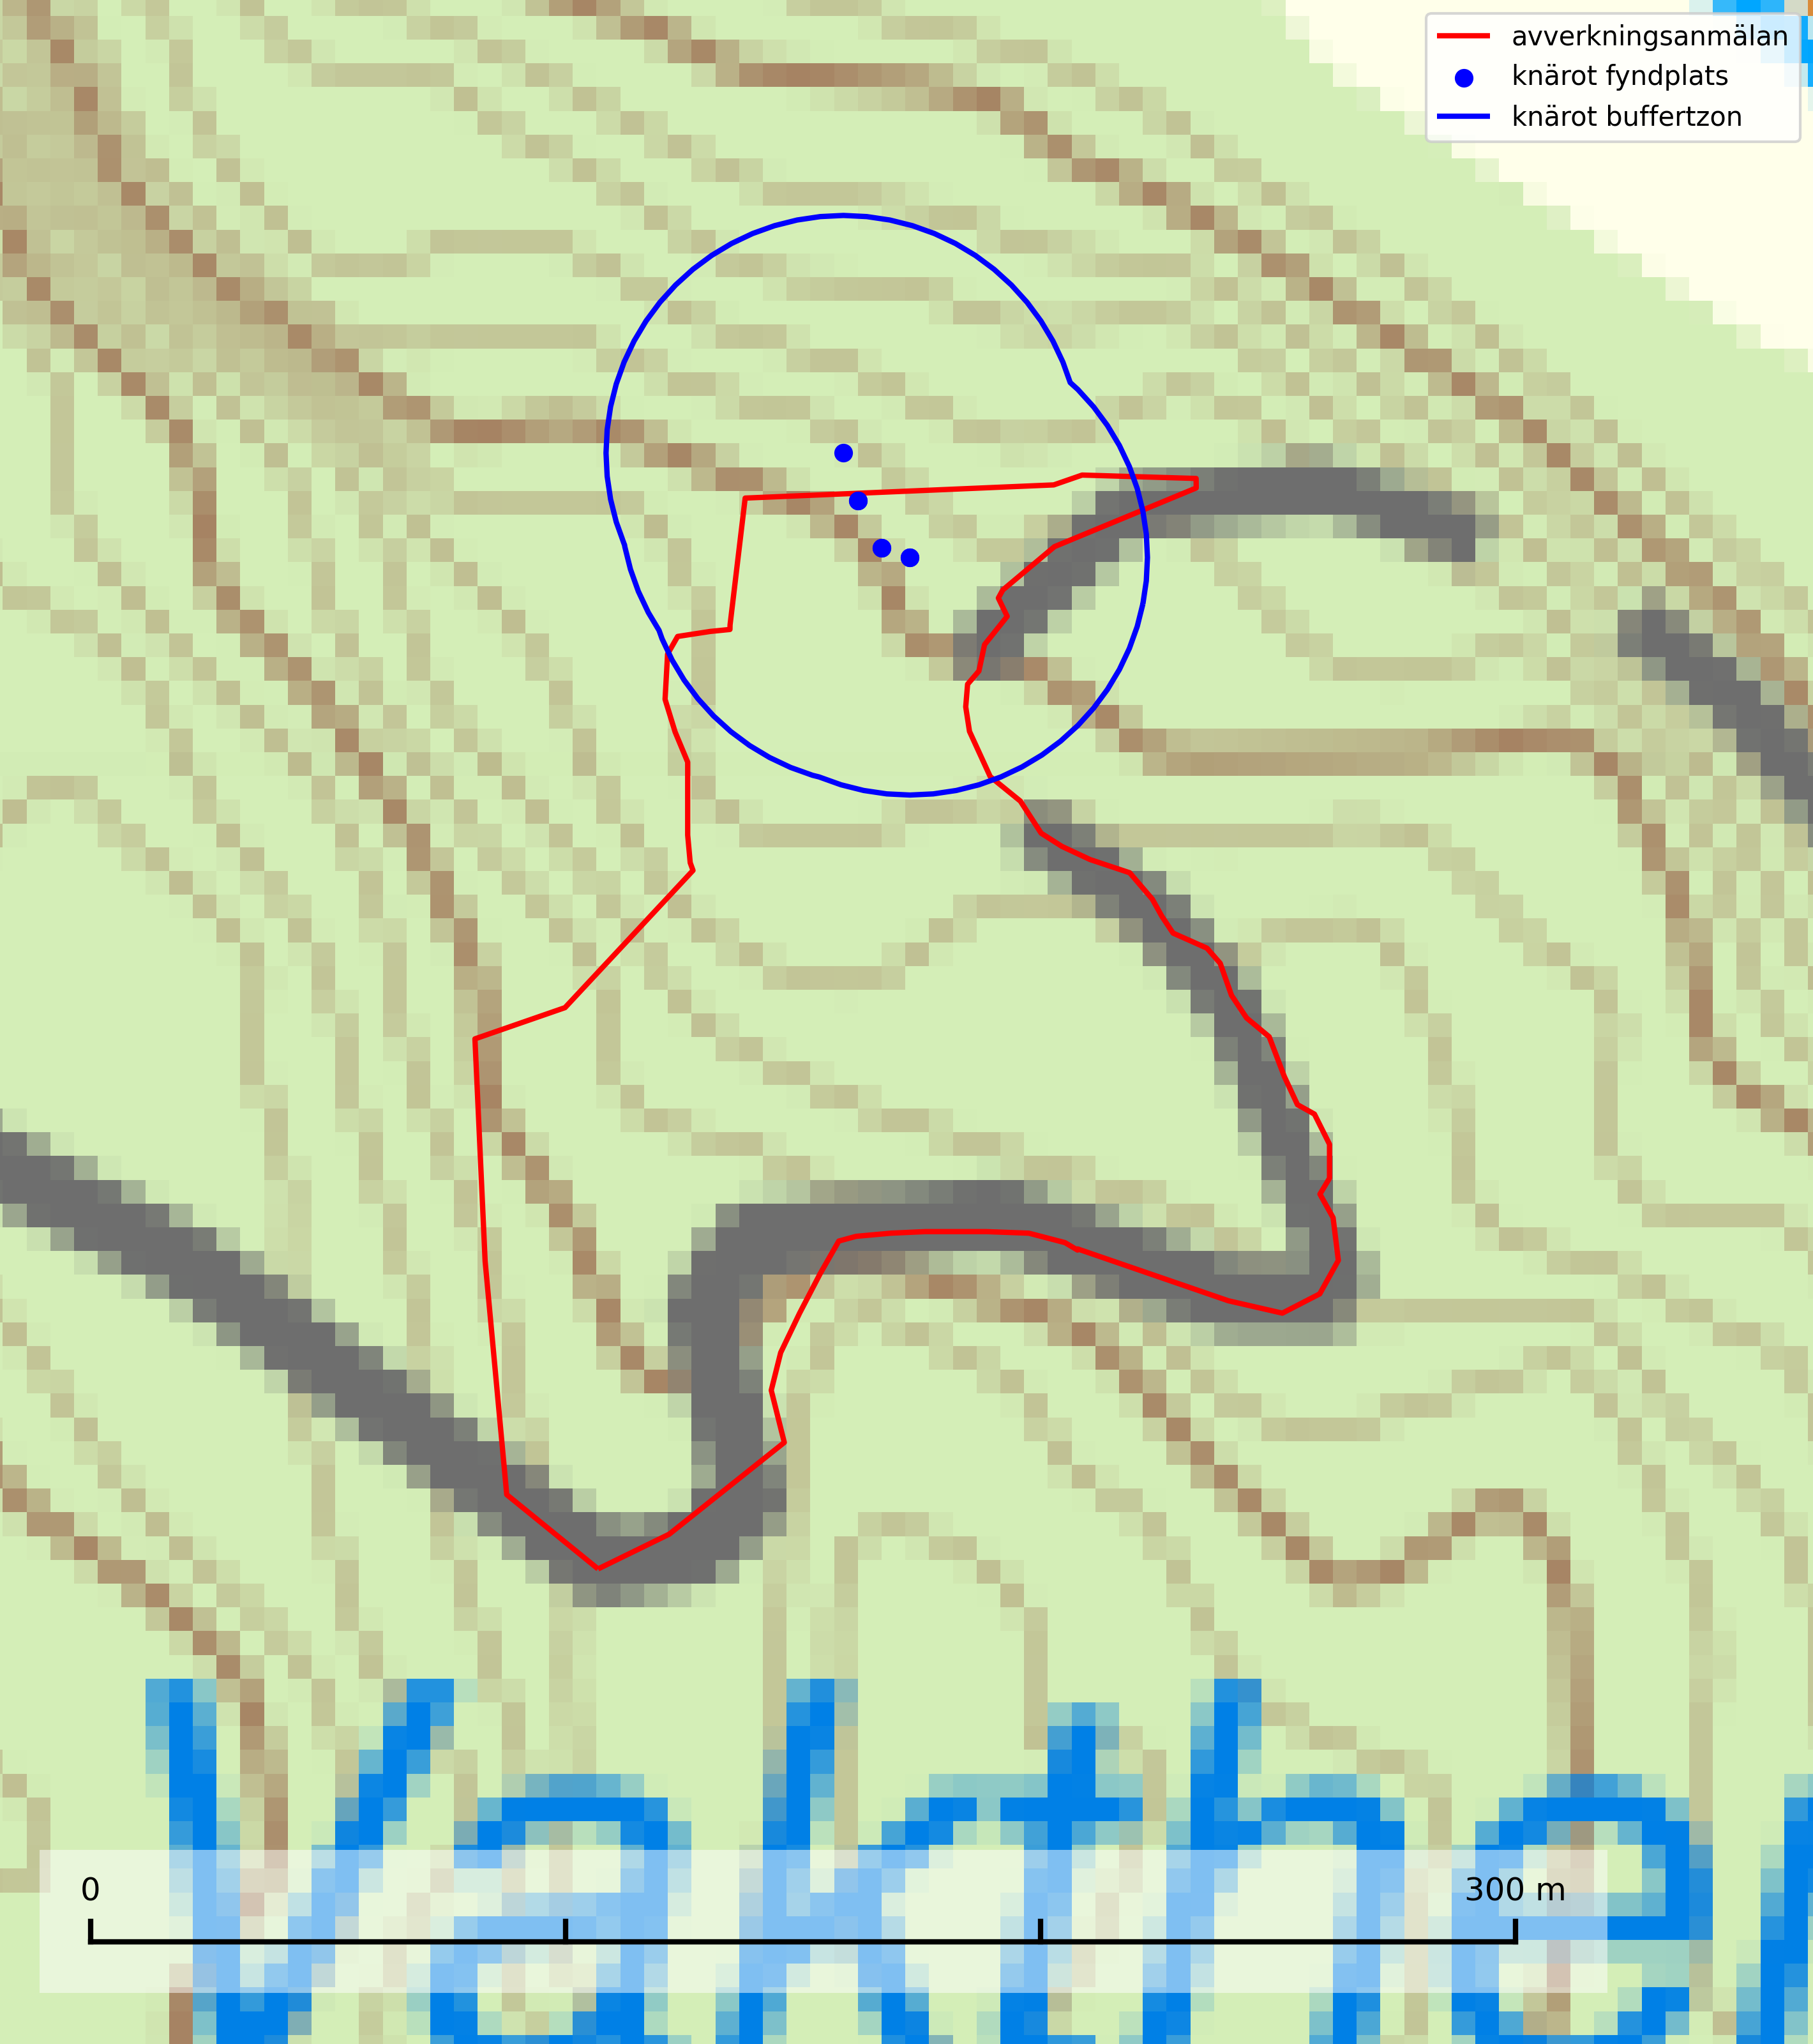 avverkningsanmälan
knärot fyndplats
knärot buffertzon
0
300 m